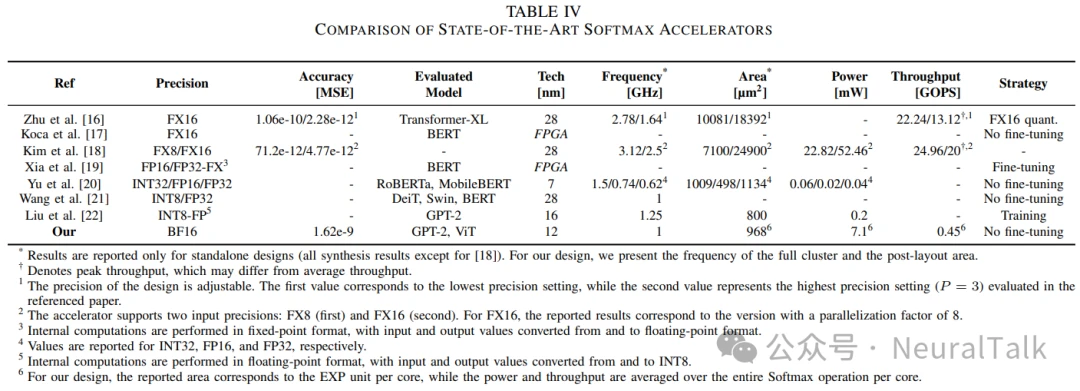 TABLE IV
COMPARISON OF STATE-OF-THE-ART SOFTMAX ACCELERATORS
Ref Precision Accuracy [MSE] Evaluated Model Tech [nm] Frequency* [GHz] Area* [μm²] Power [mW] Throughput [GOPS] Strategy
Zhu et al. [16] FX16 1.06e-10/2.28e-12¹ Transformer-XL 28 2.78/1.64¹ 10081/18392¹ - 22.24/13.12†,¹ FX16 quant.
Koca et al. [17] FX16 - BERT FPGA - - - - No fine-tuning
Kim et al. [18] FX8/FX16 71.2e-12/4.77e-12² - 28 3.12/2.5² 7100/24900² 22.82/52.46² 24.96/20†,² -
Xia et al. [19] FP16/FP32-FX³ - BERT FPGA - - - - Fine-tuning
Yu et al. [20] INT32/FP16/FP32 - RoBERTa, MobileBERT 7 1.5/0.74/0.62⁴ 1009/498/1134⁴ 0.06/0.02/0.04⁴ - No fine-tuning
Wang et al. [21] INT8/FP32 - DeiT, Swin, BERT 28 1 - - - No fine-tuning
Liu et al. [22] INT8-FP⁵ - GPT-2 16 1.25 800 0.2 - Training
Our BF16 1.62e-9 GPT-2, ViT 12 1 968⁶ 7.1⁶ 0.45⁶ No fine-tuning
* Results are reported only for standalone designs (all synthesis results except for [18]). For our design, we present the frequency of the full cluster and the post-layout area.
† Denotes peak throughput, which may differ from average throughput.
¹ The precision of the design is adjustable. The first value corresponds to the lowest precision setting, while the second value represents the highest precision setting (P = 3) evaluated in the
referenced paper.
² The accelerator supports two input precisions: FX8 (first) and FX16 (second). For FX16, the reported results correspond to the version with a parallelization factor of 8.
³ Internal computations are performed in fixed-point format, with input and output values converted from and to floating-point format.
⁴ Values are reported for INT32, FP16, and FP32, respectively.
⁵ Internal computations are performed in floating-point format, with input and output values converted from and to INT8.
⁶ For our design, the reported area corresponds to the EXP unit per core, while the power and throughput are averaged over the entire Softmax operation per core.
公众号 · NeuralTalk